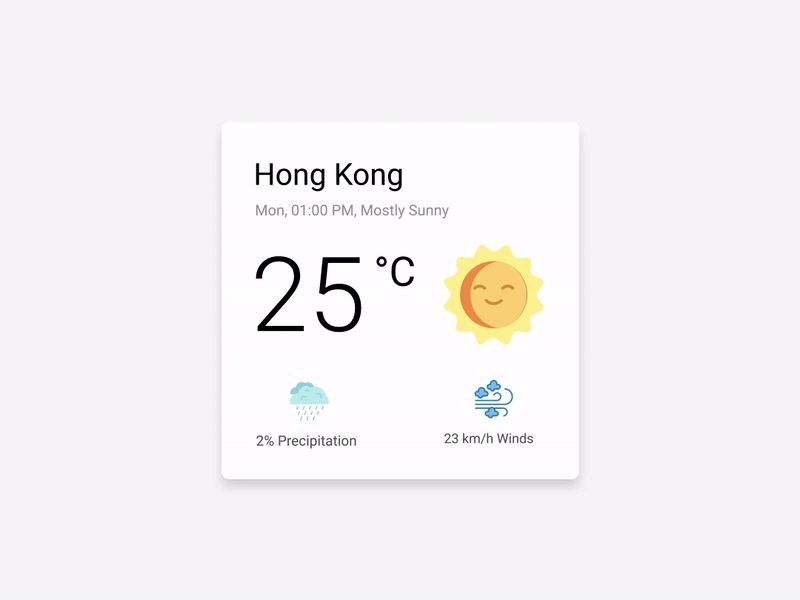 Hong Kong
Mon, 01:00 PM, Mostly Sunny
25 °C
2% Precipitation
23 km/h Winds